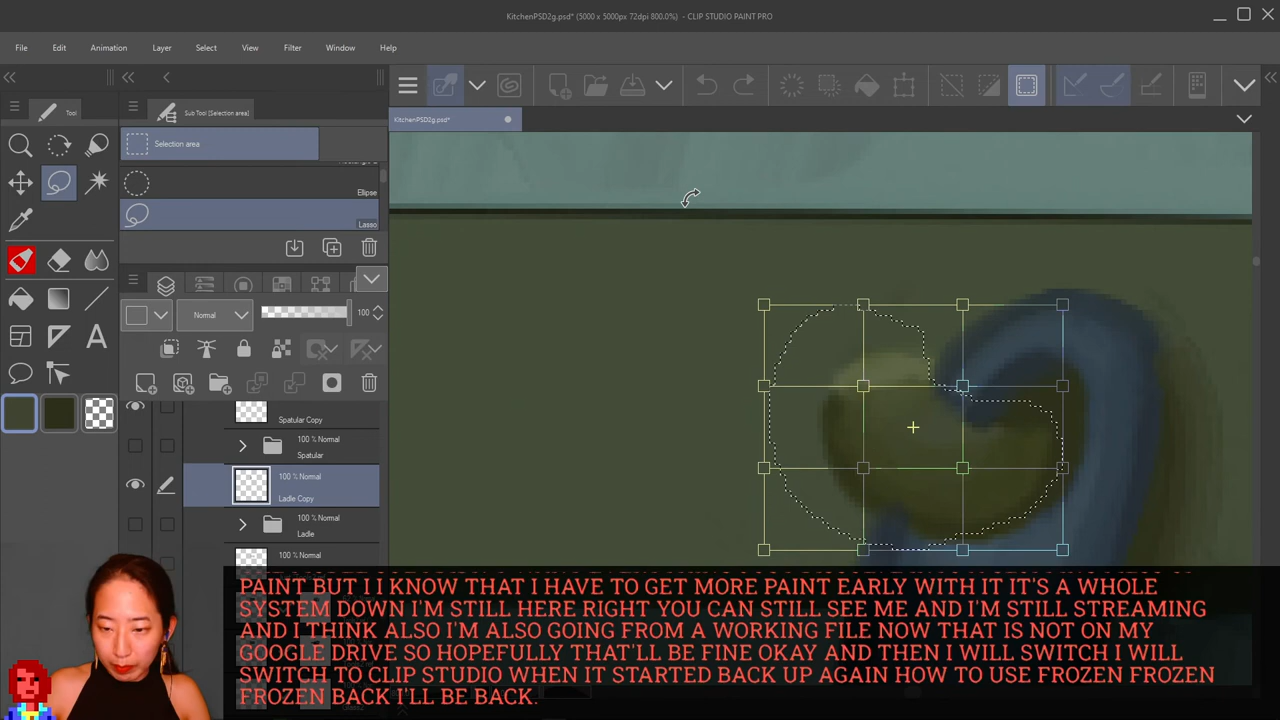 KitchenPSD2g.psd* (5000 x 5000px 72dpi 800.0%) - CLIP STUDIO PAINT PRO
File Edit Animation Layer Select View Filter Window Help
Tool
Sub Tool [Selection area]
KitchenPSD2g.psd*
Selection area
Ellipse
Lasso
Normal 100
Spatular Copy
100 % Normal
Spatular
100 % Normal
Ladle Copy
100 % Normal
Ladle
100 % Normal
PAINT BUT I I KNOW THAT I HAVE TO GET MORE PAINT EARLY WITH IT IT'S A WHOLE
SYSTEM DOWN I'M STILL HERE RIGHT YOU CAN STILL SEE ME AND I'M STILL STREAMING
AND I THINK ALSO I'M ALSO GOING FROM A WORKING FILE NOW THAT IS NOT ON MY
GOOGLE DRIVE SO HOPEFULLY THAT'LL BE FINE OKAY AND THEN I WILL SWITCH I WILL
SWITCH TO CLIP STUDIO WHEN IT STARTED BACK UP AGAIN HOW TO USE FROZEN FROZEN
FROZEN BACK I'LL BE BACK.